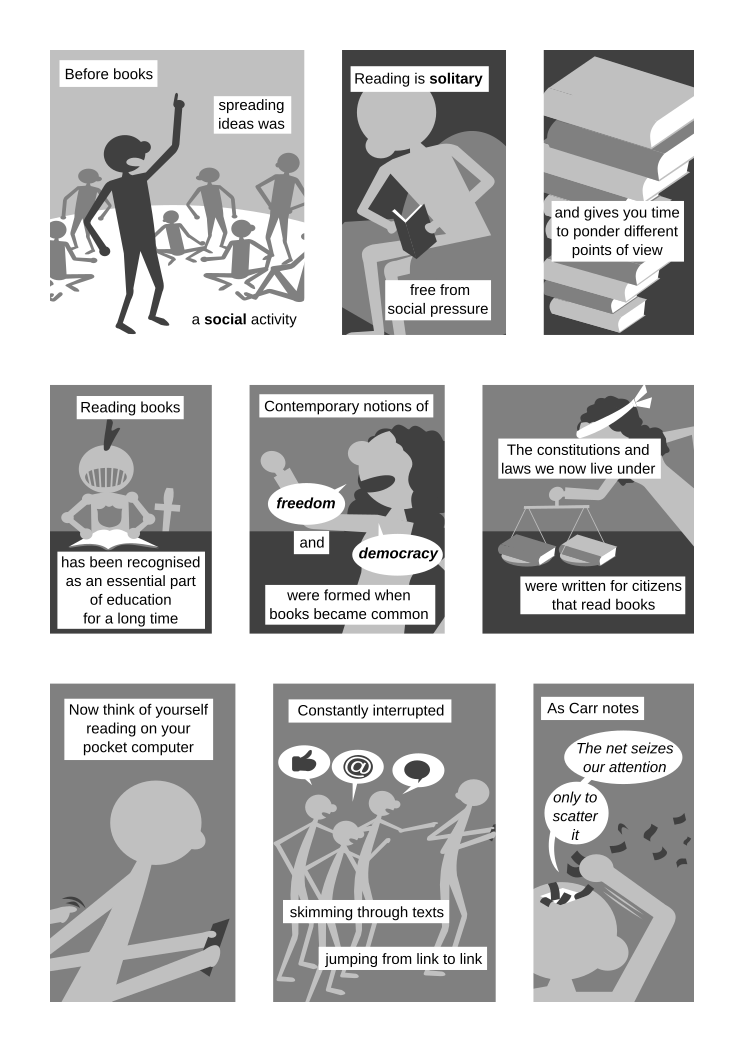 Before books
spreading
ideas was
a social activity
Reading is solitary
free from
social pressure
and gives you time
to ponder different
points of view
Reading books
has been recognised
as an essential part
of education
for a long time
Contemporary notions of
freedom
and
democracy
were formed when
books became common
The constitutions and
laws we now live under
were written for citizens
that read books
Now think of yourself
reading on your
pocket computer
Constantly interrupted
@
skimming through texts
jumping from link to link
As Carr notes
The net seizes
our attention
only to
scatter
it